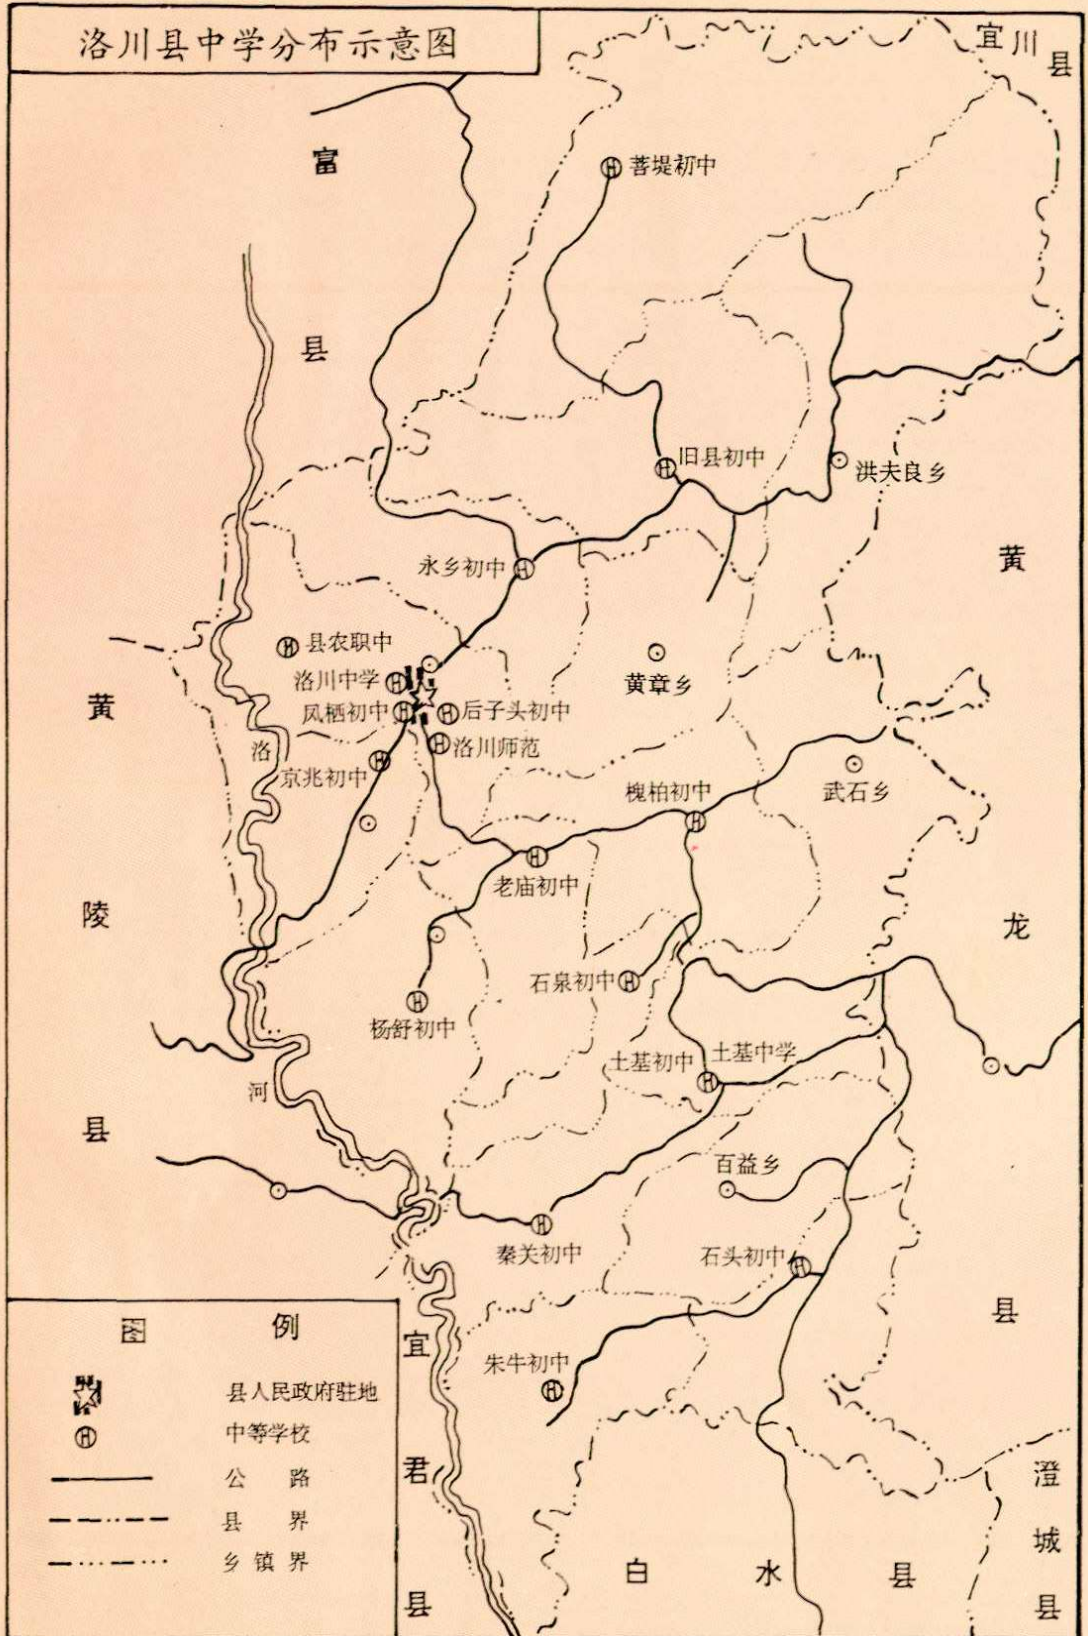 洛川县中学分布示意图
宜川县
富县
菩堤初中
旧县初中
洪夫良乡
永乡初中
黄龙县
县农职中
洛川中学
黄章乡
凤栖初中
后子头初中
洛川师范
黄陵县
洛河
京兆初中
槐柏初中
武石乡
老庙初中
石泉初中
杨舒初中
土基初中
土基中学
百益乡
秦关初中
石头初中
朱牛初中
宜君县
白水县
澄城县
图例
县人民政府驻地
中等学校
公路
县界
乡镇界